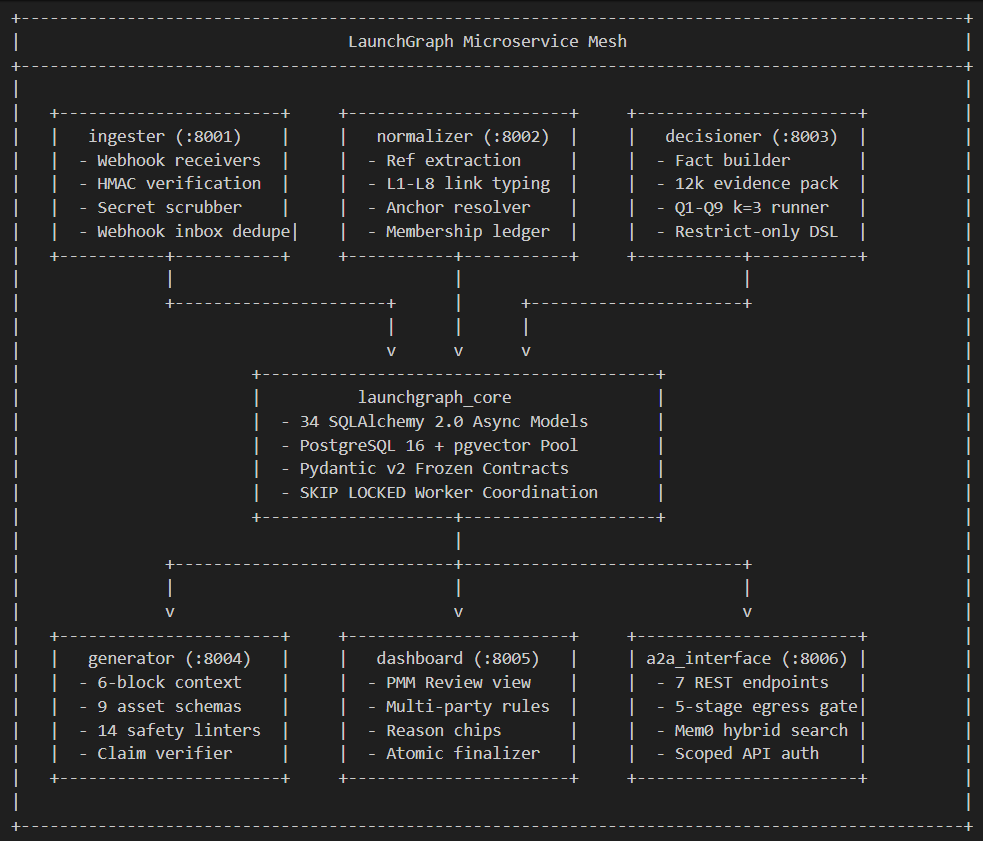 LaunchGraph Microservice Mesh
ingester (:8001) normalizer (:8002) decisioner (:8003)
- Webhook receivers - Ref extraction - Fact builder
- HMAC verification - L1-L8 link typing - 12k evidence pack
- Secret scrubber - Anchor resolver - Q1-Q9 k=3 runner
- Webhook inbox dedupe - Membership ledger - Restrict-only DSL
launchgraph_core
- 34 SQLAlchemy 2.0 Async Models
- PostgreSQL 16 + pgvector Pool
- Pydantic v2 Frozen Contracts
- SKIP LOCKED Worker Coordination
generator (:8004) dashboard (:8005) a2a_interface (:8006)
- 6-block context - PMM Review view - 7 REST endpoints
- 9 asset schemas - Multi-party rules - 5-stage egress gate
- 14 safety linters - Reason chips - Mem0 hybrid search
- Claim verifier - Atomic finalizer - Scoped API auth